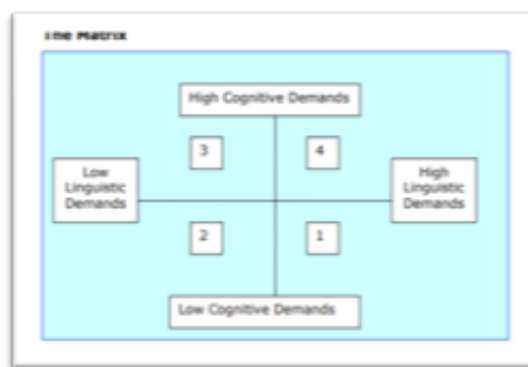 The Matrix
High Cognitive Demands
3
4
Low
Linguistic
Demands
High
Linguistic
Demands
2
1
Low Cognitive Demands